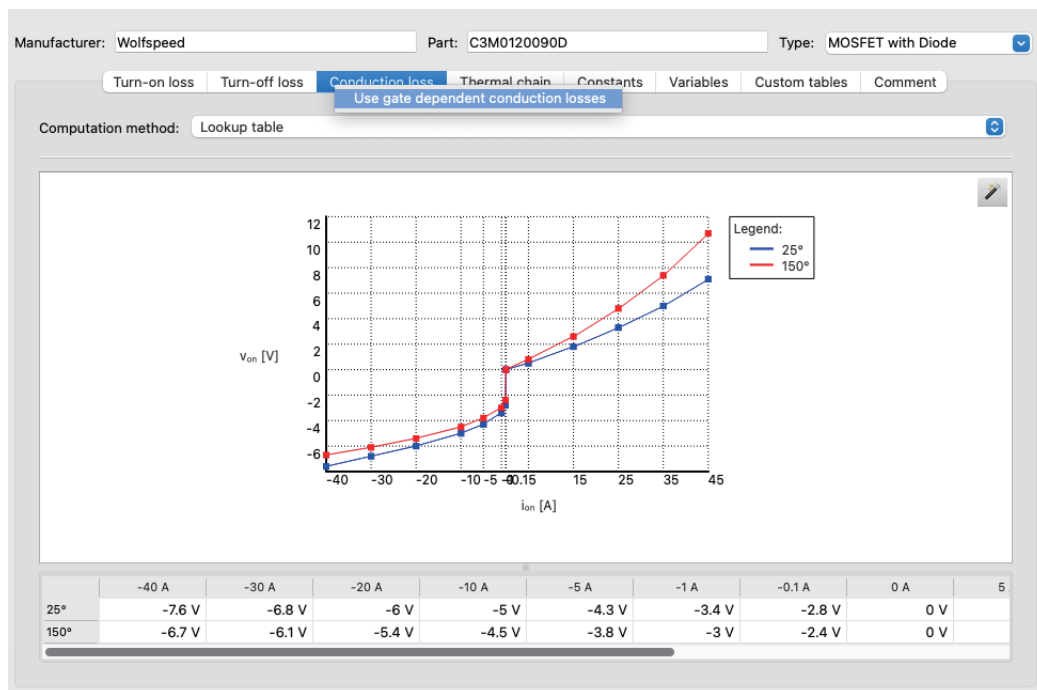 Manufacturer: Wolfspeed Part: C3M0120090D Type: MOSFET with Diode
Turn-on loss Turn-off loss Conduction loss Thermal chain Constants Variables Custom tables Comment
Use gate dependent conduction losses
Computation method: Lookup table
12
10
8
6
4
2
0
-2
-4
-6
von [V]
-40 -30 -20 -10 -5 15 25 35 45
ion [A]
Legend:
25°
150°
-40 A -30 A -20 A -10 A -5 A -1 A -0.1 A 0 A 5
25° -7.6 V -6.8 V -6 V -5 V -4.3 V -3.4 V -2.8 V 0 V
150° -6.7 V -6.1 V -5.4 V -4.5 V -3.8 V -3 V -2.4 V 0 V